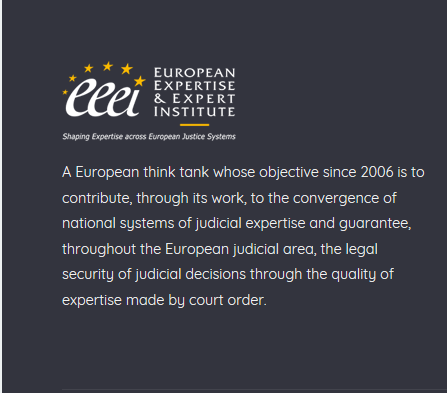 eeei
EUROPEAN
EXPERTISE
& EXPERT
INSTITUTE
Shaping Expertise across European Justice Systems
A European think tank whose objective since 2006 is to
contribute, through its work, to the convergence of
national systems of judicial expertise and guarantee,
throughout the European judicial area, the legal
security of judicial decisions through the quality of
expertise made by court order.